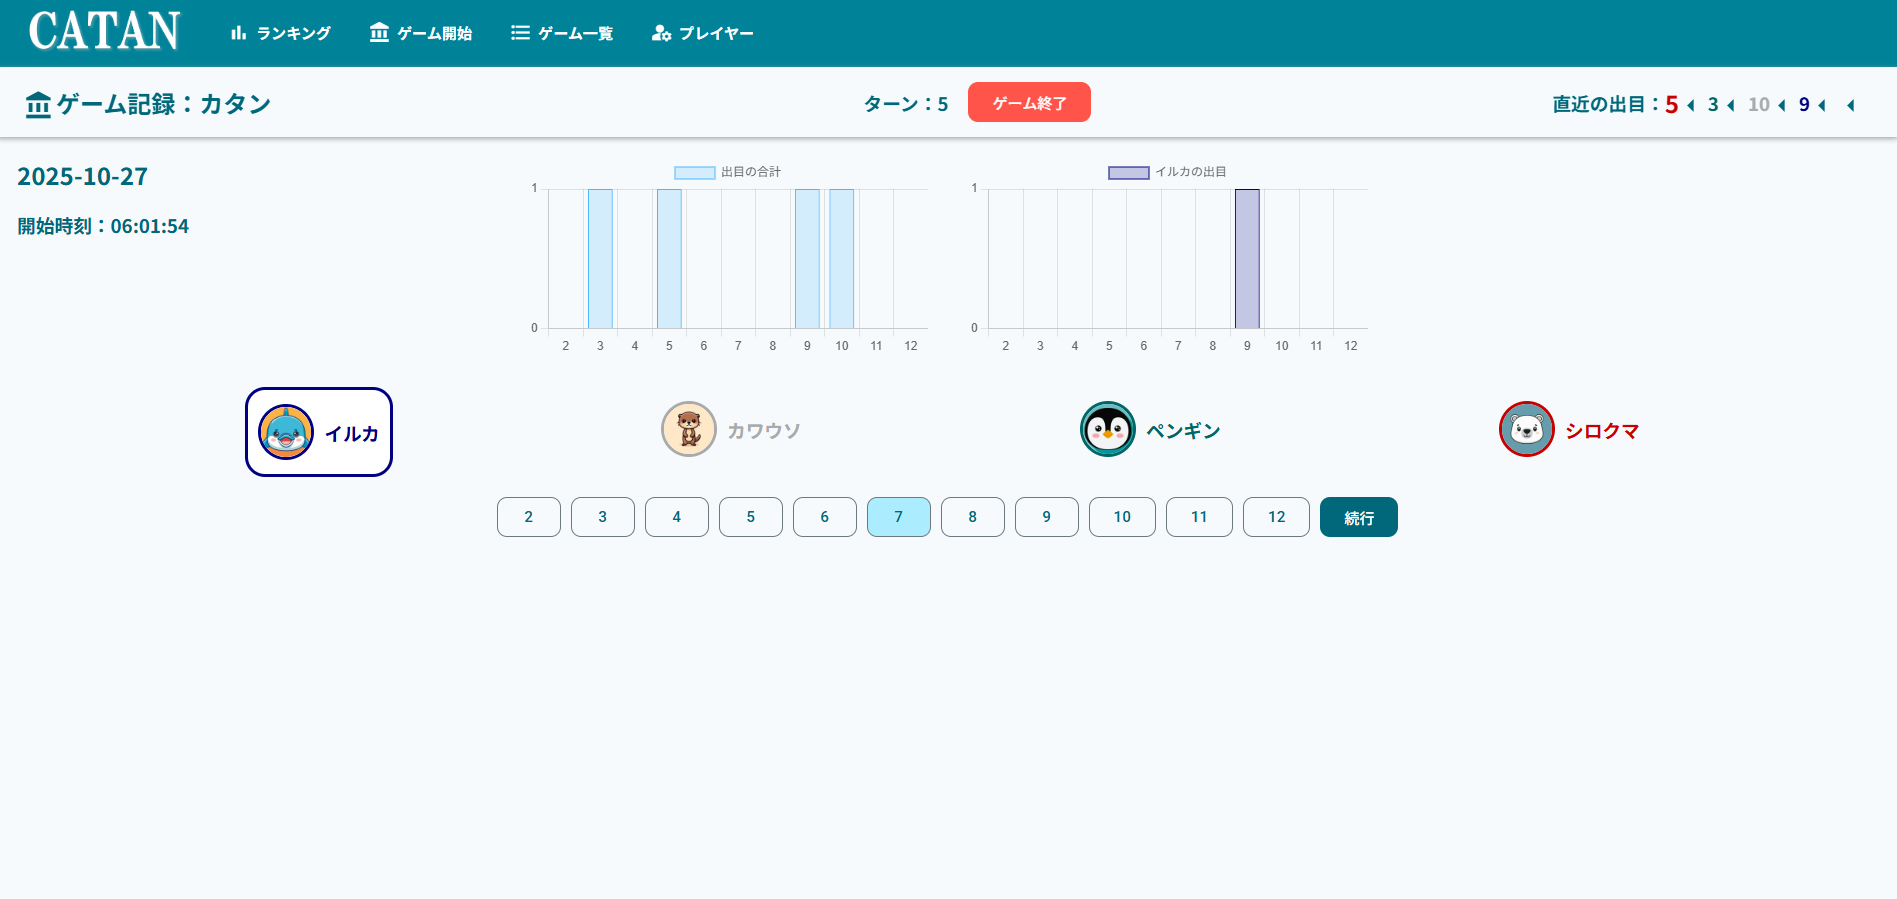 CATAN ランキング ゲーム開始 ゲーム一覧 プレイヤー
ゲーム記録：カタン ターン：5 ゲーム終了 直近の出目：5 3 10 9
2025-10-27
開始時刻：06:01:54
出目の合計
1
0
2 3 4 5 6 7 8 9 10 11 12
イルカの出目
1
0
2 3 4 5 6 7 8 9 10 11 12
イルカ カワウソ ペンギン シロクマ
2 3 4 5 6 7 8 9 10 11 12 続行